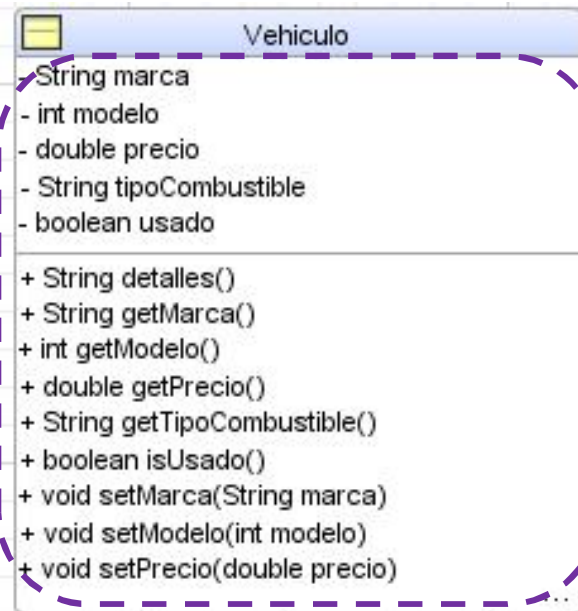 Vehiculo
- String marca
- int modelo
- double precio
- String tipoCombustible
- boolean usado
+ String detalles()
+ String getMarca()
+ int getModelo()
+ double getPrecio()
+ String getTipoCombustible()
+ boolean isUsado()
+ void setMarca(String marca)
+ void setModelo(int modelo)
+ void setPrecio(double precio)
...